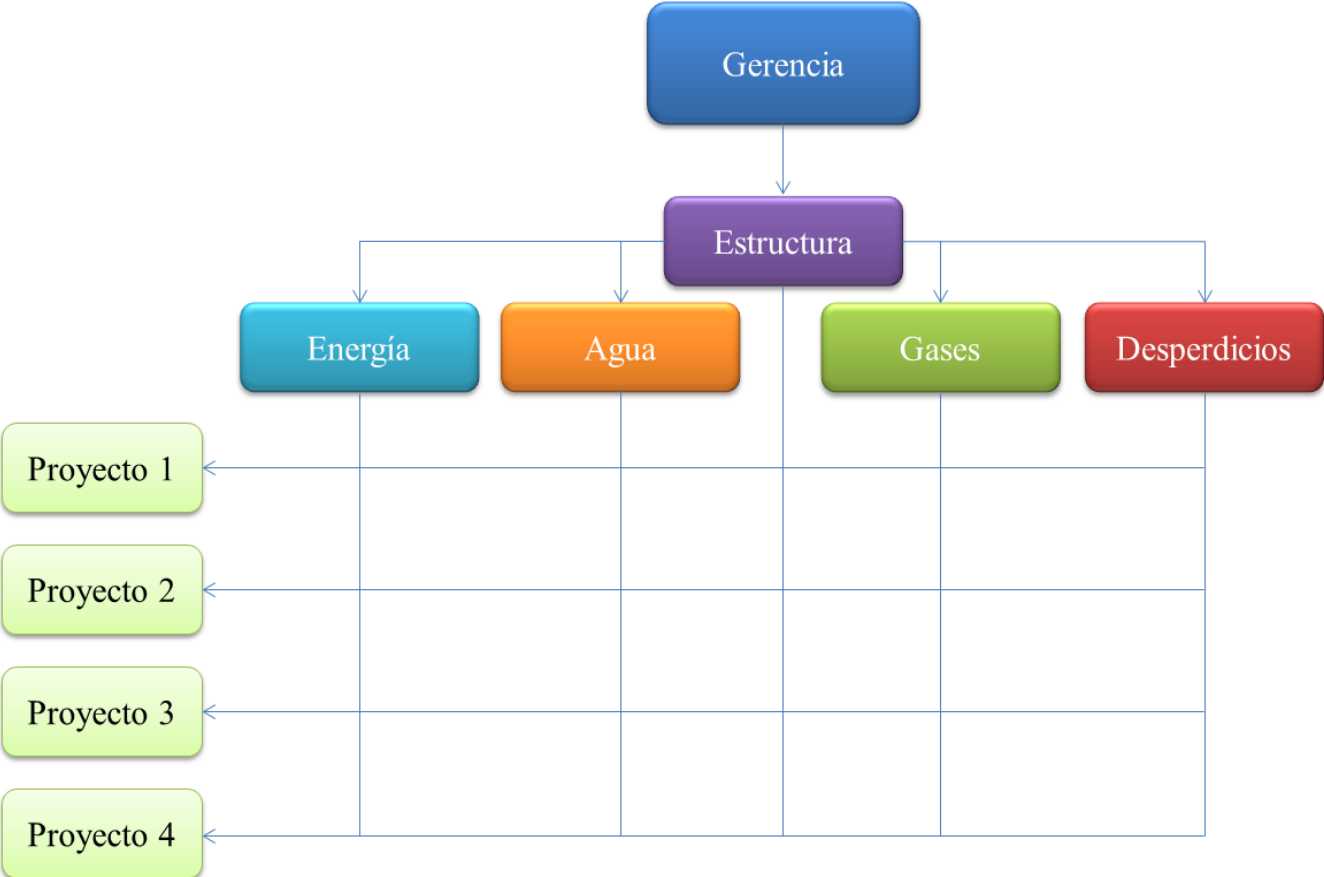 Gerencia
Estructura
Energía
Agua
Gases
Desperdicios
Proyecto 1
Proyecto 2
Proyecto 3
Proyecto 4